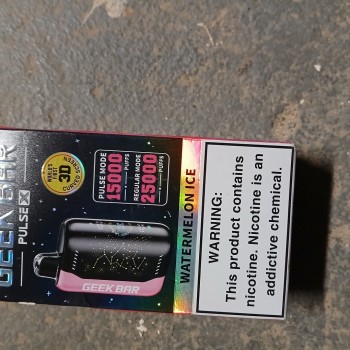 GEEK BAR
PULSE X
WORLD'S
FIRST
3D
CURVED SCREEN
PULSE MODE
15000
PUFFS
REGULAR MODE
25000
PUFFS
GEEK BAR
WATERMELON ICE
WARNING:
This product contains
nicotine. Nicotine is an
addictive chemical.